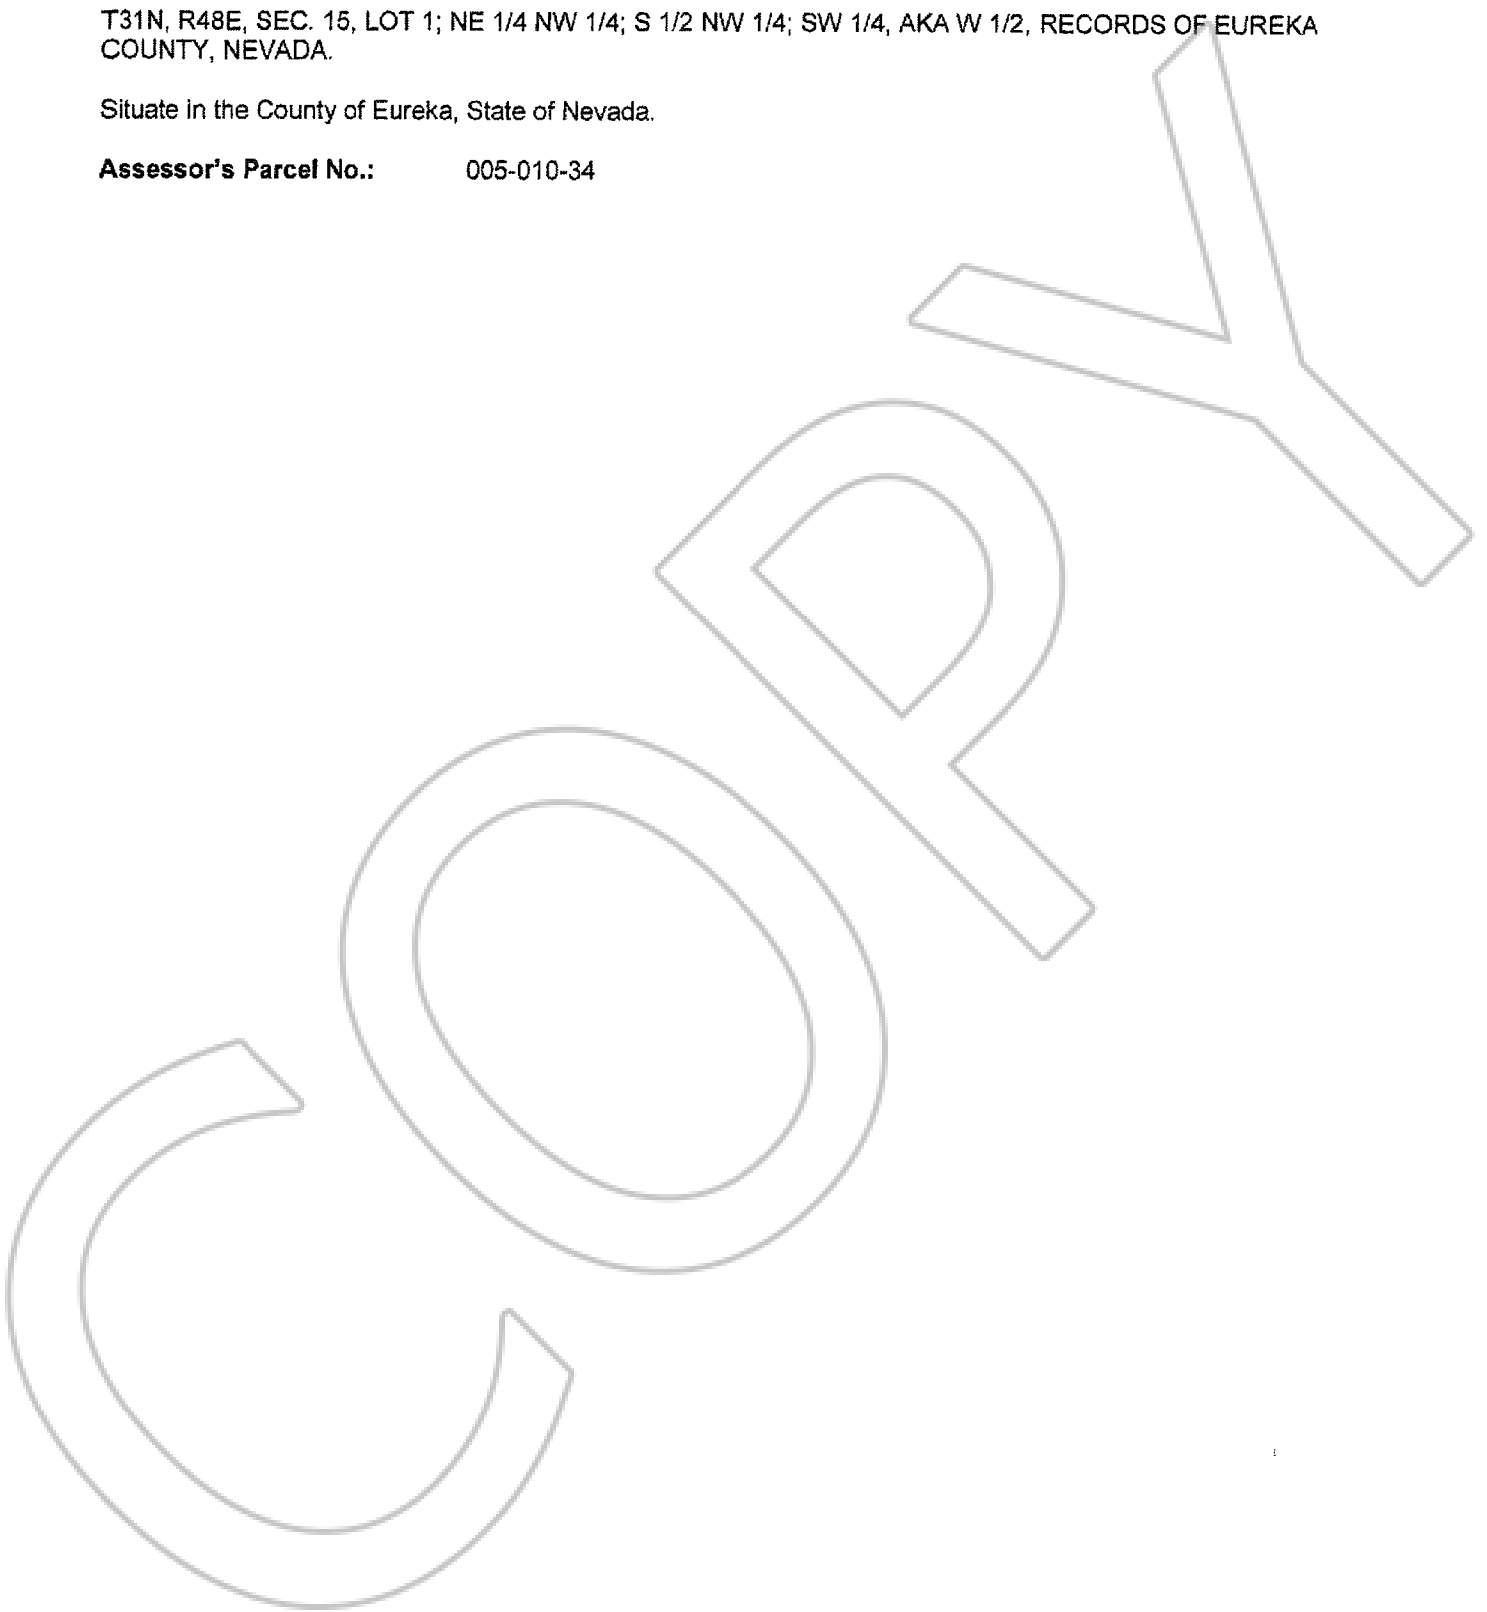 T31N, R48E, SEC. 15, LOT 1; NE 1/4 NW 1/4; S 1/2 NW 1/4; SW 1/4, AKA W 1/2, RECORDS OF EUREKA
COUNTY, NEVADA.
Situate in the County of Eureka, State of Nevada.
Assessor's Parcel No.: 005-010-34
COPY